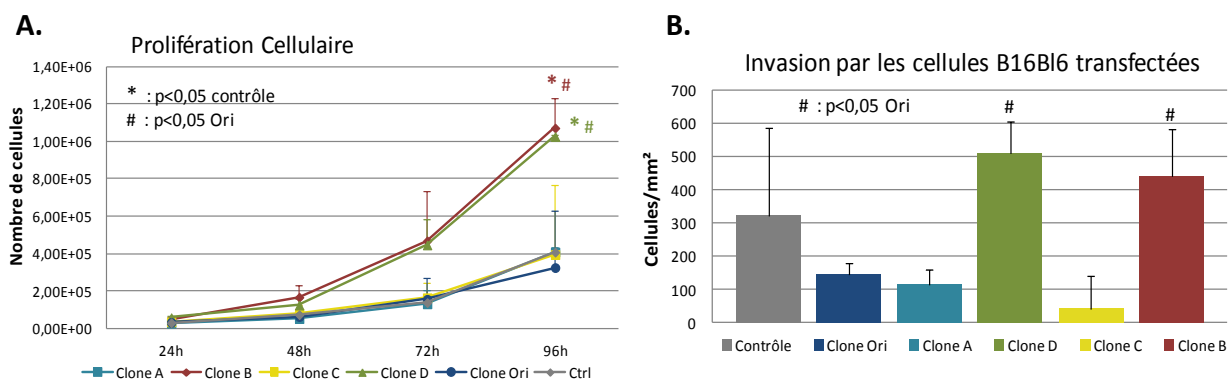 A.
Prolifération Cellulaire
Nombre de cellules
1,40E+06
1,20E+06
1,00E+06
8,00E+05
6,00E+05
4,00E+05
2,00E+05
0,00E+00
* : p<0,05 contrôle
# : p<0,05 Ori
* #
* #
24h 48h 72h 96h
Clone A Clone B Clone C Clone D Clone Ori Ctrl
B.
Invasion par les cellules B16Bl6 transfectées
Cellules/mm²
700
600
500
400
300
200
100
0
# : p<0,05 Ori
# #
Contrôle Clone Ori Clone A Clone D Clone C Clone B